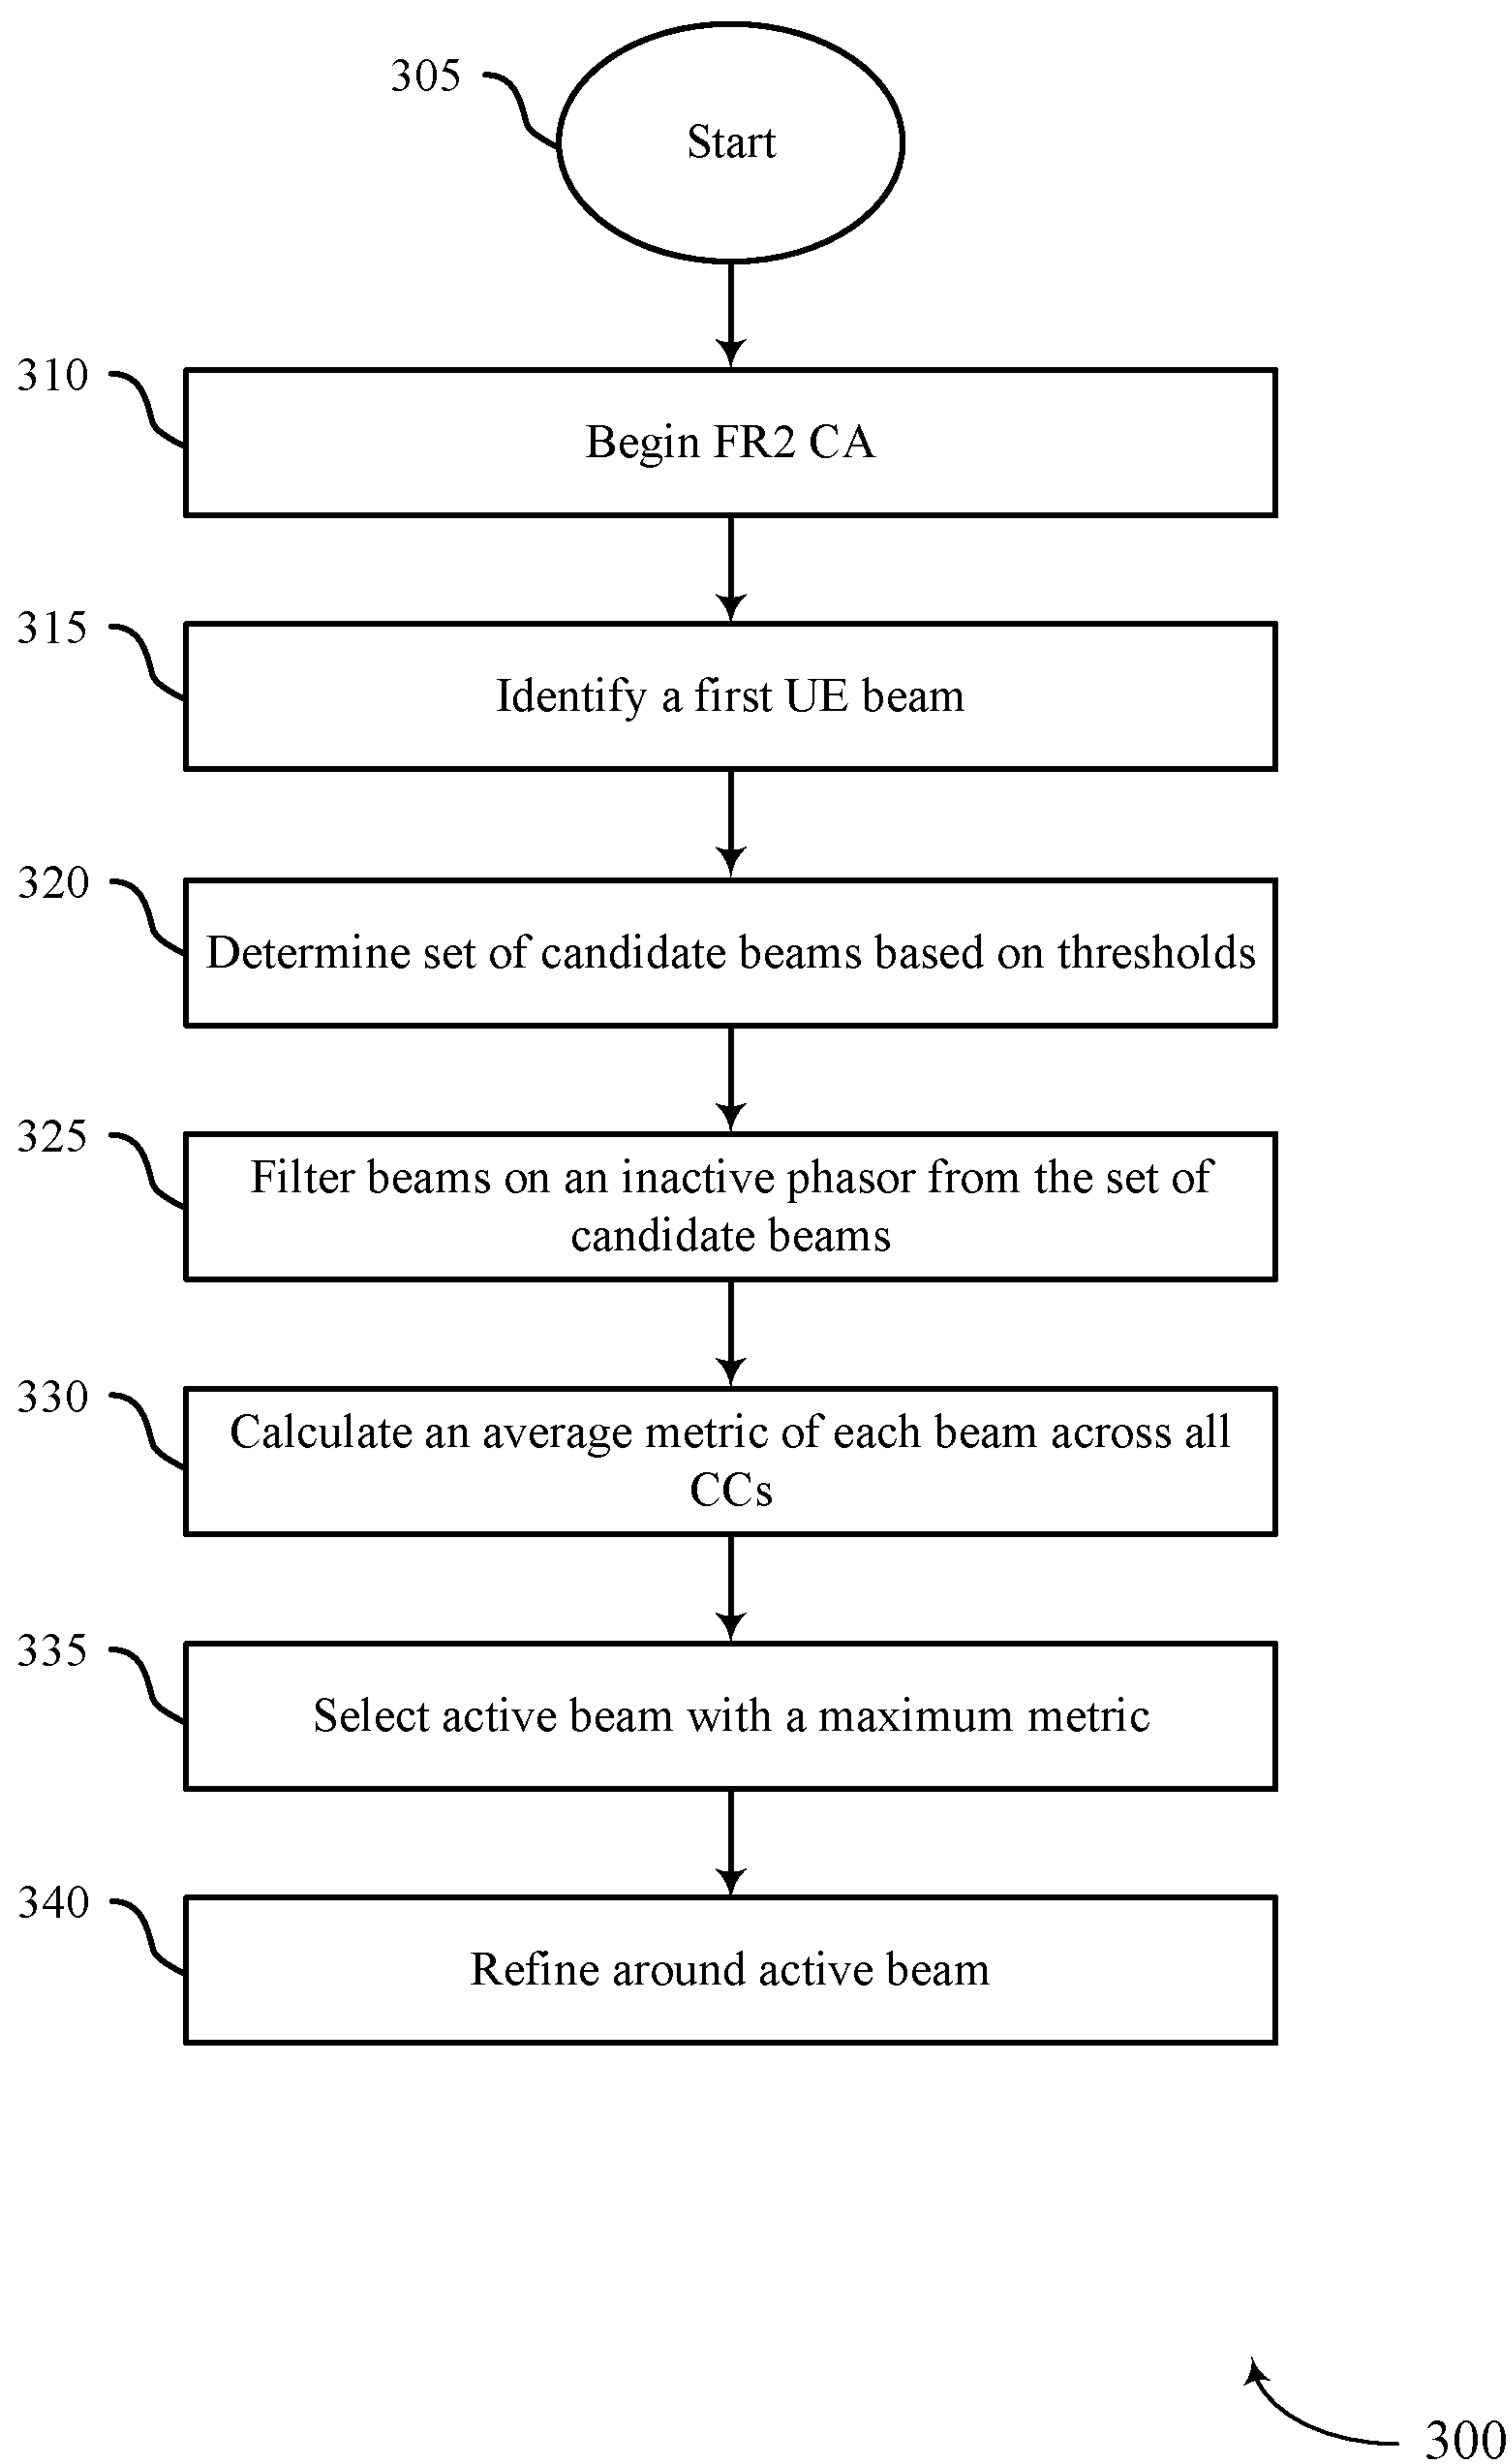 305
Start
310
Begin FR2 CA
315
Identify a first UE beam
320
Determine set of candidate beams based on thresholds
325
Filter beams on an inactive phasor from the set of
candidate beams
330
Calculate an average metric of each beam across all
CCs
335
Select active beam with a maximum metric
340
Refine around active beam
300